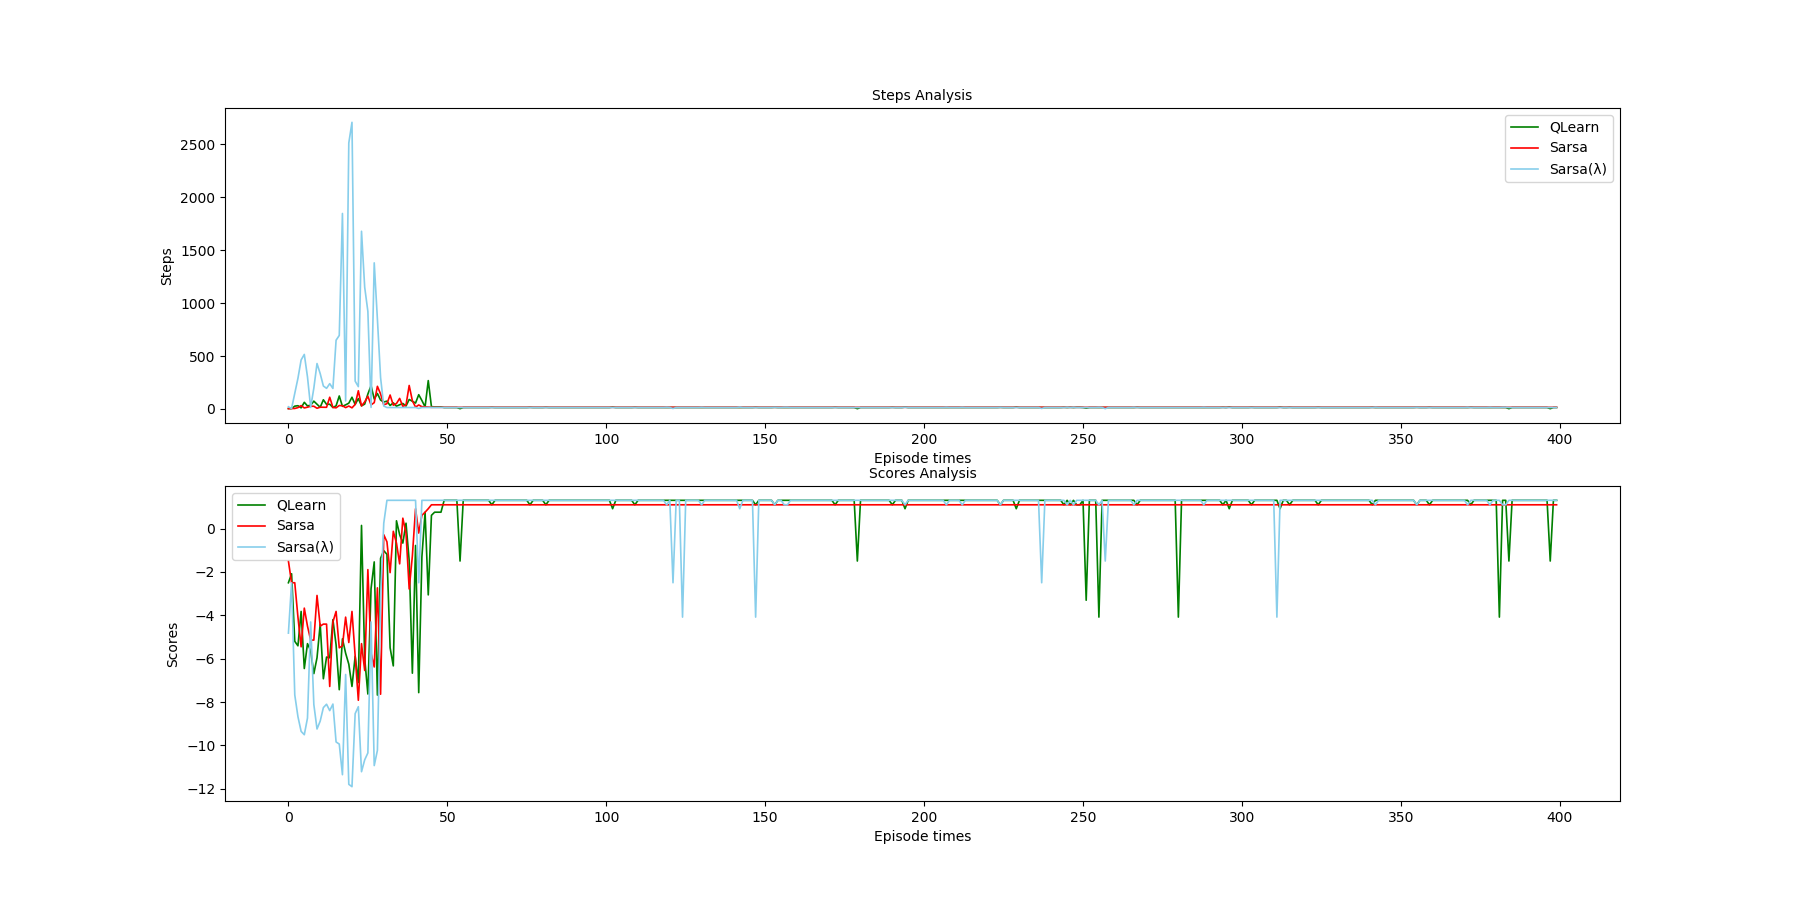 Steps Analysis
QLearn
Sarsa
Sarsa(λ)
2500
2000
1500
1000
500
0
Steps
0 50 100 150 200 250 300 350 400
Episode times
Scores Analysis
QLearn
Sarsa
Sarsa(λ)
0
−2
−4
−6
−8
−10
−12
Scores
0 50 100 150 200 250 300 350 400
Episode times